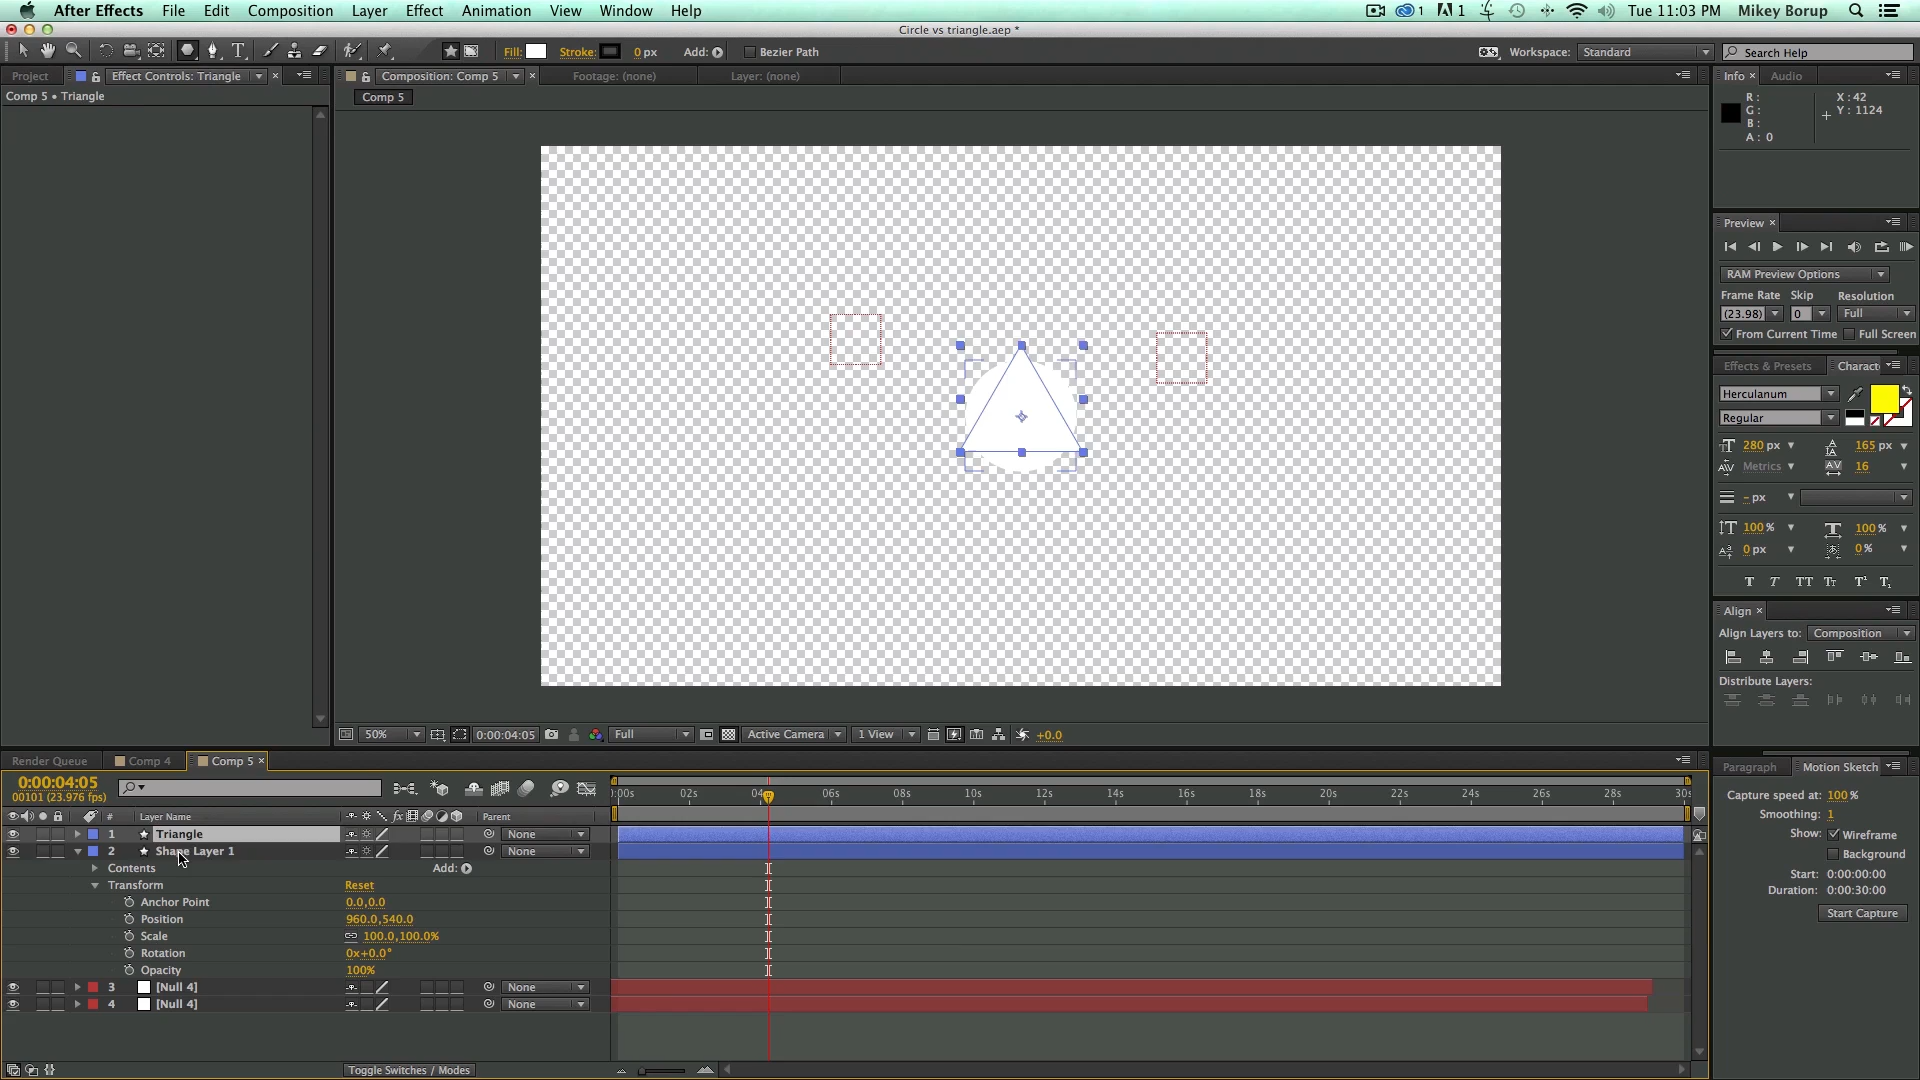 After Effects File Edit Composition Layer Effect Animation View Window Help 1 1 Tue 11:03 PM Mikey Borup
Circle vs triangle.aep *
T Fill: Stroke: 0 px Add: Bezier Path Workspace: Standard Search Help
Project Effect Controls: Triangle × Composition: Comp 5 × Footage: (none) Layer: (none) Info × Audio
Comp 5 • Triangle
Comp 5
R :
G :
B :
A : 0
X : 42
Y : 1124
Preview ×
RAM Preview Options
Frame Rate Skip Resolution
(23.98) 0 Full
From Current Time Full Screen
Effects & Presets Charact
Herculanum
Regular
280 px 165 px
Metrics 16
- px
100 % 100 %
0 px 0 %
T T TT Tr T¹ T₁
Align ×
Align Layers to: Composition
Distribute Layers:
50% 0:00:04:05 Full Active Camera 1 View +0.0
Render Queue Comp 4 Comp 5 ×
0:00:04:05
00101 (23.976 fps)
# Layer Name fx Parent
):00s 02s 04 06s 08s 10s 12s 14s 16s 18s 20s 22s 24s 26s 28s 30s
1 Triangle None
2 Shape Layer 1 None
Contents Add:
Transform Reset
Anchor Point 0.0,0.0
Position 960.0,540.0
Scale 100.0,100.0%
Rotation 0x+0.0°
Opacity 100%
3 [Null 4] None
4 [Null 4] None
Toggle Switches / Modes
Paragraph Motion Sketch
Capture speed at: 100 %
Smoothing: 1
Show: Wireframe
Background
Start: 0:00:00:00
Duration: 0:00:30:00
Start Capture